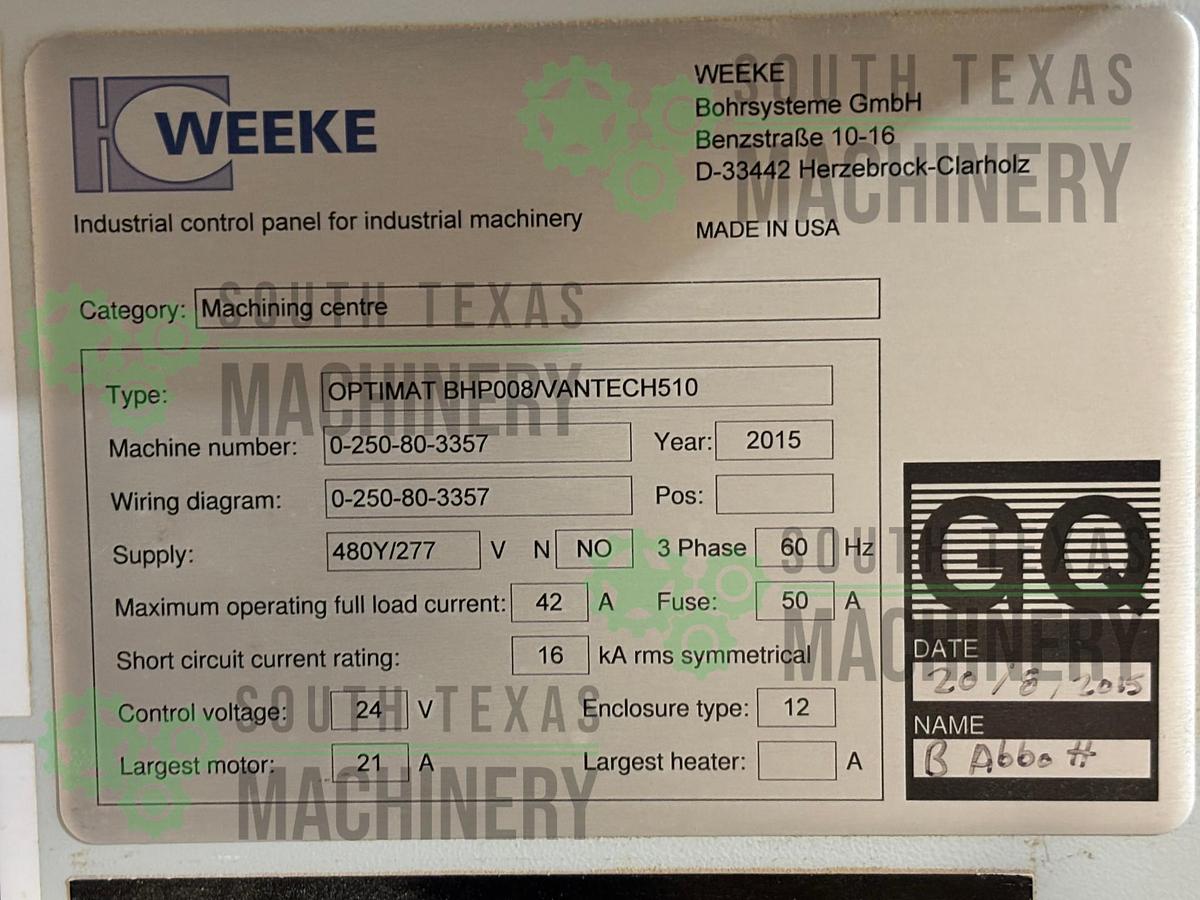 WEEKE
WEEKE
Bohrsysteme GmbH
Benzstraße 10-16
D-33442 Herzebrock-Clarholz
MADE IN USA
Industrial control panel for industrial machinery
Category: Machining centre
Type: OPTIMAT BHP008/VANTECH510
Machine number: 0-250-80-3357 Year: 2015
Wiring diagram: 0-250-80-3357 Pos:
Supply: 480Y/277 V N NO 3 Phase 60 Hz
Maximum operating full load current: 42 A Fuse: 50 A
Short circuit current rating: 16 kA rms symmetrical
Control voltage: 24 V Enclosure type: 12
Largest motor: 21 A Largest heater: A
GQ
DATE
20/8/2015
NAME
B Abbott
SOUTH TEXAS
MACHINERY
SOUTH TEXAS
MACHINERY
SOUTH TEXAS
MACHINERY
SOUTH TEXAS
MACHINERY